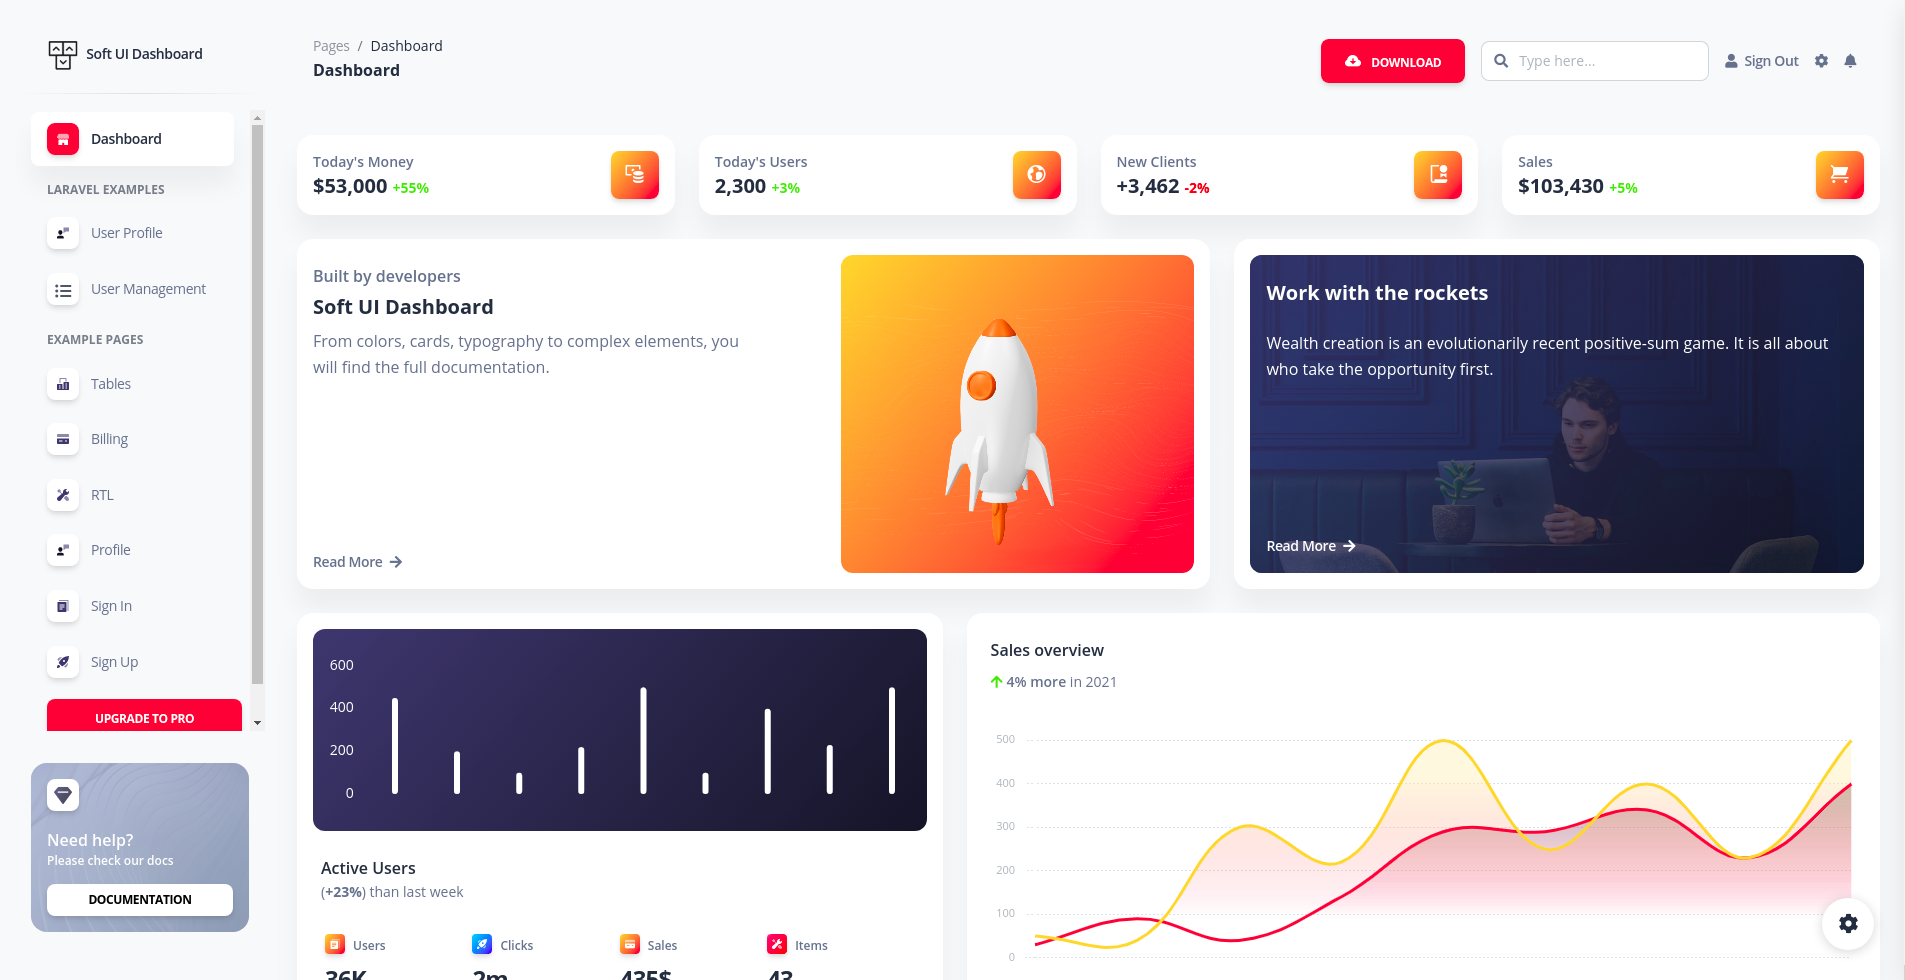 Soft UI Dashboard
Dashboard
LARAVEL EXAMPLES
User Profile
User Management
EXAMPLE PAGES
Tables
Billing
RTL
Profile
Sign In
Sign Up
UPGRADE TO PRO
Need help?
Please check our docs
DOCUMENTATION
Pages / Dashboard
Dashboard
DOWNLOAD
Type here...
Sign Out
Today's Money
$53,000 +55%
Today's Users
2,300 +3%
New Clients
+3,462 -2%
Sales
$103,430 +5%
Built by developers
Soft UI Dashboard
From colors, cards, typography to complex elements, you
will find the full documentation.
Read More
Work with the rockets
Wealth creation is an evolutionarily recent positive-sum game. It is all about
who take the opportunity first.
Read More
600
400
200
0
Active Users
(+23%) than last week
Users
36K
Clicks
2m
Sales
435$
Items
43
Sales overview
4% more in 2021
500
400
300
200
100
0